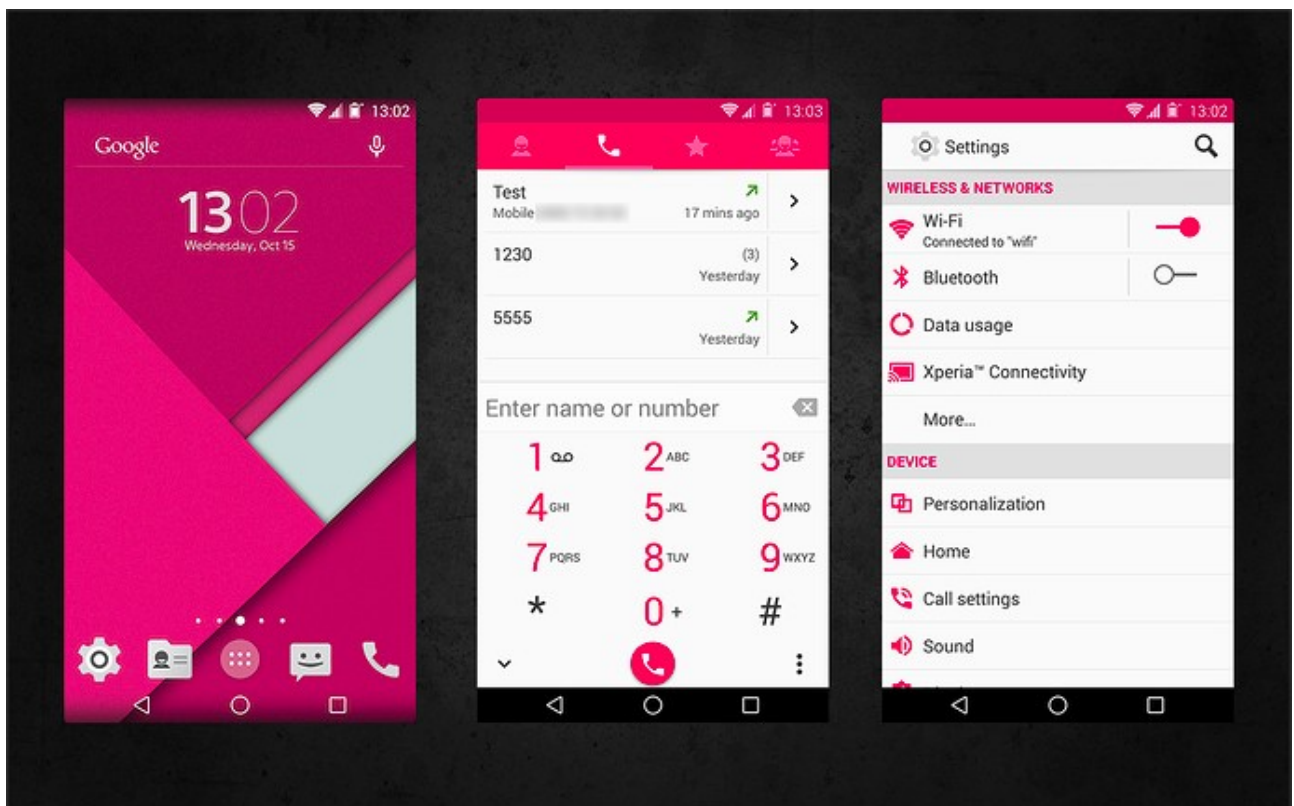 13:02
Google
1302
Wednesday, Oct 15
13:03
Test
Mobile
17 mins ago
1230
(3)
Yesterday
5555
Yesterday
Enter name or number
1
2 ABC
3 DEF
4 GHI
5 JKL
6 MNO
7 PQRS
8 TUV
9 WXYZ
*
0 +
#
13:02
Settings
WIRELESS & NETWORKS
Wi-Fi
Connected to "wifi"
Bluetooth
Data usage
Xperia™ Connectivity
More...
DEVICE
Personalization
Home
Call settings
Sound